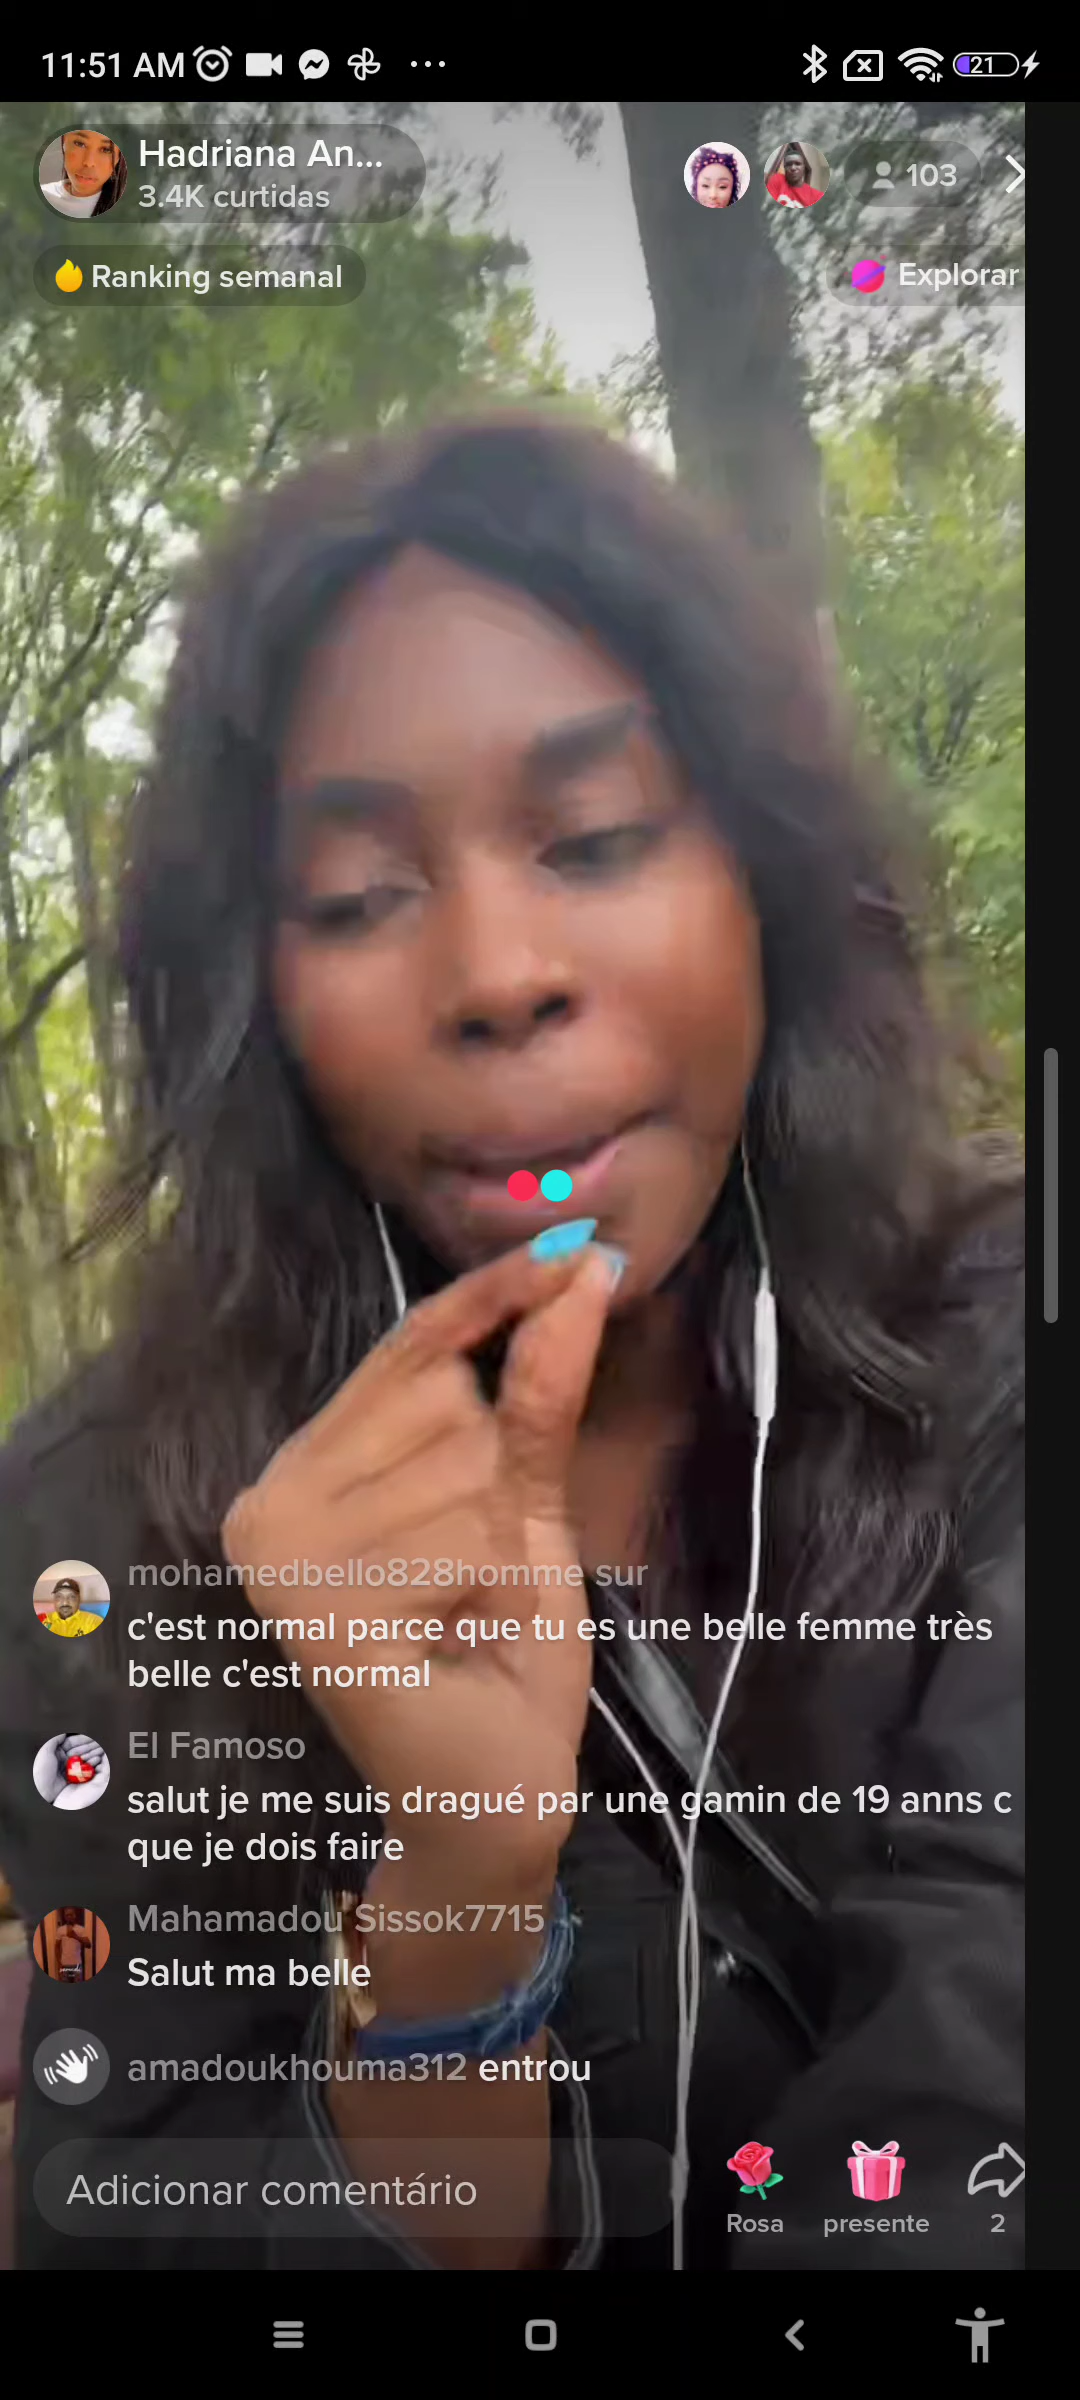 11:51 AM
21
Hadriana An...
3.4K curtidas
103
Ranking semanal
Explorar
mohamedbello828homme sur
c'est normal parce que tu es une belle femme très
belle c'est normal
El Famoso
salut je me suis dragué par une gamin de 19 anns c
que je dois faire
Mahamadou Sissok7715
Salut ma belle
amadoukhouma312 entrou
Adicionar comentário
Rosa
presente
2